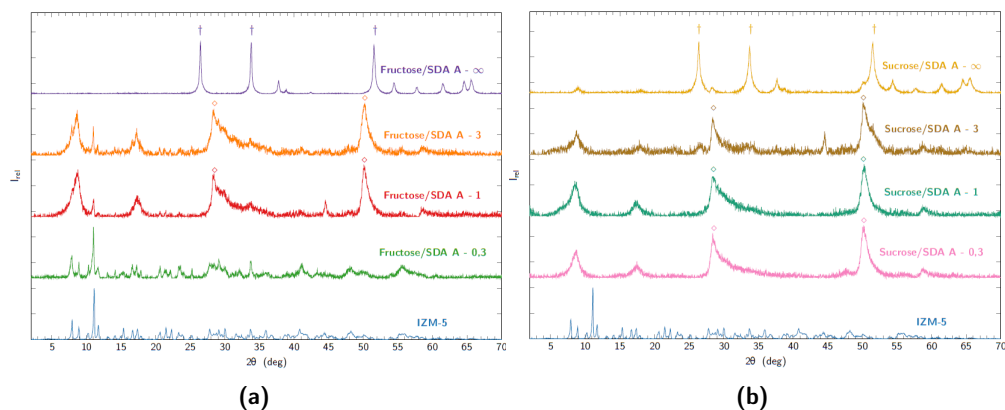 † † †
Fructose/SDA A - ∞
◇ ◇
Fructose/SDA A - 3
◇ ◇
Fructose/SDA A - 1
Fructose/SDA A - 0,3
IZM-5
I rel
5 10 15 20 25 30 35 40 45 50 55 60 65 70
2θ (deg)
(a)
† † †
Sucrose/SDA A - ∞
◇ ◇
Sucrose/SDA A - 3
◇ ◇
Sucrose/SDA A - 1
◇ ◇
Sucrose/SDA A - 0,3
IZM-5
I rel
5 10 15 20 25 30 35 40 45 50 55 60 65 70
2θ (deg)
(b)